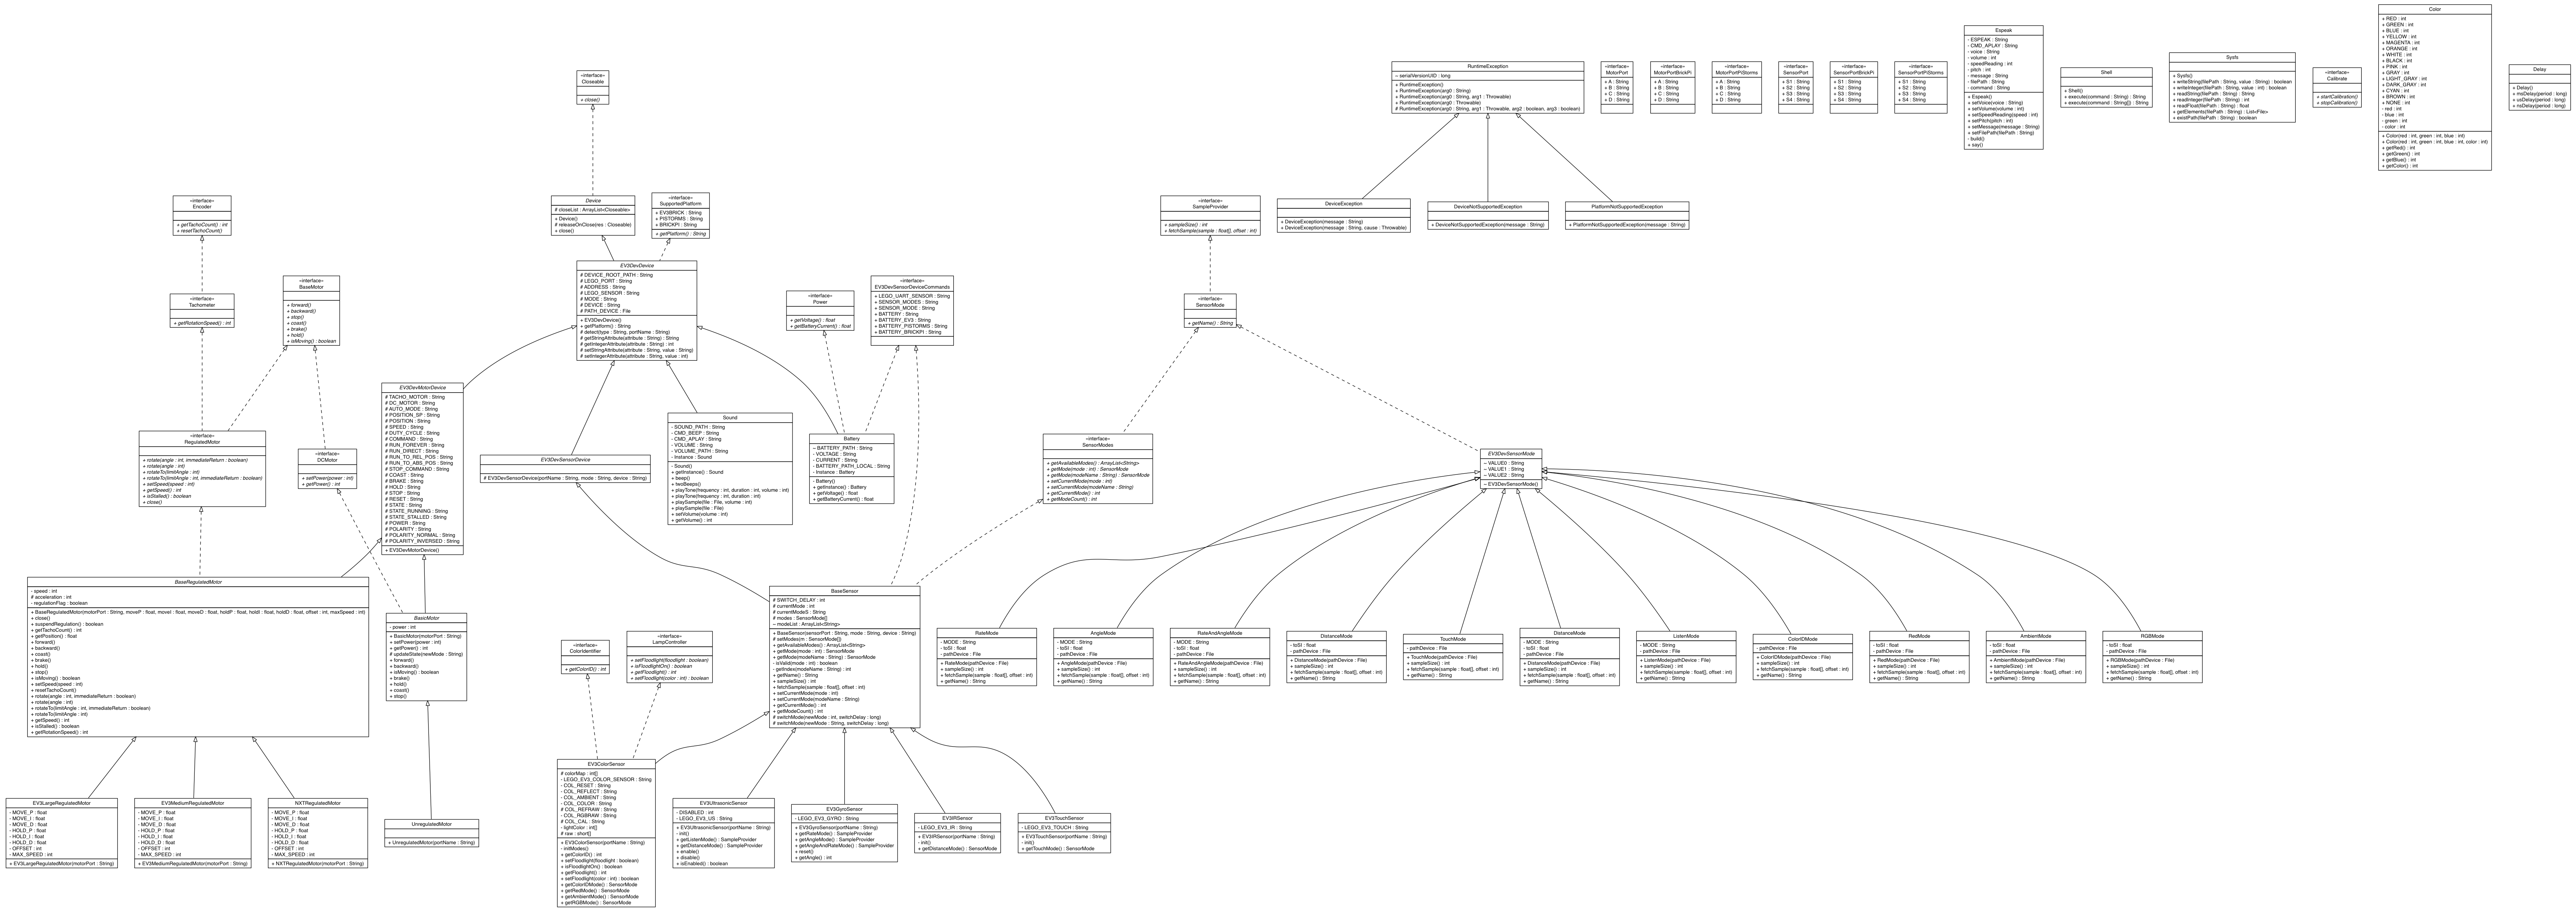 «interface»
Closeable
+ close()
RuntimeException
~ serialVersionUID : long
+ RuntimeException()
+ RuntimeException(arg0 : String)
+ RuntimeException(arg0 : String, arg1 : Throwable)
+ RuntimeException(arg0 : Throwable)
# RuntimeException(arg0 : String, arg1 : Throwable, arg2 : boolean, arg3 : boolean)
«interface»
MotorPort
+ A : String
+ B : String
+ C : String
+ D : String
«interface»
MotorPortBrickPi
+ A : String
+ B : String
+ C : String
+ D : String
«interface»
MotorPortPiStorms
+ A : String
+ B : String
+ C : String
+ D : String
«interface»
SensorPort
+ S1 : String
+ S2 : String
+ S3 : String
+ S4 : String
«interface»
SensorPortBrickPi
+ S1 : String
+ S2 : String
+ S3 : String
+ S4 : String
«interface»
SensorPortPiStorms
+ S1 : String
+ S2 : String
+ S3 : String
+ S4 : String
Espeak
- ESPEAK : String
- CMD_APLAY : String
- voice : String
- volume : int
- speedReading : int
- pitch : int
- message : String
- filePath : String
- command : String
+ Espeak()
+ setVoice(voice : String)
+ setVolume(volume : int)
+ setSpeedReading(speed : int)
+ setPitch(pitch : int)
+ setMessage(message : String)
+ setFilePath(filePath : String)
- build()
+ say()
Shell
+ Shell()
+ execute(command : String) : String
+ execute(command : String[]) : String
Sysfs
+ Sysfs()
+ writeString(filePath : String, value : String) : boolean
+ writeInteger(filePath : String, value : int) : boolean
+ readString(filePath : String) : String
+ readInteger(filePath : String) : int
+ readFloat(filePath : String) : float
+ getElements(filePath : String) : List<File>
+ existPath(filePath : String) : boolean
«interface»
Calibrate
+ startCalibration()
+ stopCalibration()
Color
+ RED : int
+ GREEN : int
+ BLUE : int
+ YELLOW : int
+ MAGENTA : int
+ ORANGE : int
+ WHITE : int
+ BLACK : int
+ PINK : int
+ GRAY : int
+ LIGHT_GRAY : int
+ DARK_GRAY : int
+ CYAN : int
+ BROWN : int
+ NONE : int
- red : int
- blue : int
- green : int
- color : int
+ Color(red : int, green : int, blue : int)
+ Color(red : int, green : int, blue : int, color : int)
+ getRed() : int
+ getGreen() : int
+ getBlue() : int
+ getColor() : int
Delay
+ Delay()
+ msDelay(period : long)
+ usDelay(period : long)
+ nsDelay(period : long)
«interface»
Encoder
+ getTachoCount() : int
+ resetTachoCount()
Device
# closeList : ArrayList<Closeable>
+ Device()
# releaseOnClose(res : Closeable)
+ close()
«interface»
SupportedPlatform
+ EV3BRICK : String
+ PISTORMS : String
+ BRICKPI : String
+ getPlatform() : String
«interface»
SampleProvider
+ sampleSize() : int
+ fetchSample(sample : float[], offset : int)
DeviceException
+ DeviceException(message : String)
+ DeviceException(message : String, cause : Throwable)
DeviceNotSupportedException
+ DeviceNotSupportedException(message : String)
PlatformNotSupportedException
+ PlatformNotSupportedException(message : String)
«interface»
Tachometer
+ getRotationSpeed() : int
«interface»
BaseMotor
+ forward()
+ backward()
+ stop()
+ coast()
+ brake()
+ hold()
+ isMoving() : boolean
EV3DevDevice
# DEVICE_ROOT_PATH : String
# LEGO_PORT : String
# ADDRESS : String
# LEGO_SENSOR : String
# MODE : String
# DEVICE : String
# PATH_DEVICE : File
+ EV3DevDevice()
+ getPlatform() : String
# detect(type : String, portName : String)
# getStringAttribute(attribute : String) : String
# getIntegerAttribute(attribute : String) : int
# setStringAttribute(attribute : String, value : String)
# setIntegerAttribute(attribute : String, value : int)
«interface»
Power
+ getVoltage() : float
+ getBatteryCurrent() : float
«interface»
EV3DevSensorDeviceCommands
+ LEGO_UART_SENSOR : String
+ SENSOR_MODES : String
+ SENSOR_MODE : String
+ BATTERY : String
+ BATTERY_EV3 : String
+ BATTERY_PISTORMS : String
+ BATTERY_BRICKPI : String
«interface»
SensorMode
+ getName() : String
EV3DevMotorDevice
# TACHO_MOTOR : String
# DC_MOTOR : String
# AUTO_MODE : String
# POSITION_SP : String
# POSITION : String
# SPEED : String
# DUTY_CYCLE : String
# COMMAND : String
# RUN_FOREVER : String
# RUN_DIRECT : String
# RUN_TO_REL_POS : String
# RUN_TO_ABS_POS : String
# STOP_COMMAND : String
# COAST : String
# BRAKE : String
# HOLD : String
# STOP : String
# RESET : String
# STATE : String
# STATE_RUNNING : String
# STATE_STALLED : String
# POWER : String
# POLARITY : String
# POLARITY_NORMAL : String
# POLARITY_INVERSED : String
+ EV3DevMotorDevice()
«interface»
RegulatedMotor
+ rotate(angle : int, immediateReturn : boolean)
+ rotate(angle : int)
+ rotateTo(limitAngle : int)
+ rotateTo(limitAngle : int, immediateReturn : boolean)
+ setSpeed(speed : int)
+ getSpeed() : int
+ isStalled() : boolean
+ close()
«interface»
DCMotor
+ setPower(power : int)
+ getPower() : int
EV3DevSensorDevice
# EV3DevSensorDevice(portName : String, mode : String, device : String)
Sound
- SOUND_PATH : String
- CMD_BEEP : String
- CMD_APLAY : String
- VOLUME : String
- VOLUME_PATH : String
- Instance : Sound
- Sound()
+ getInstance() : Sound
+ beep()
+ twoBeeps()
+ playTone(frequency : int, duration : int, volume : int)
+ playTone(frequency : int, duration : int)
+ playSample(file : File, volume : int)
+ playSample(file : File)
+ setVolume(volume : int)
+ getVolume() : int
Battery
~ BATTERY_PATH : String
- VOLTAGE : String
- CURRENT : String
- BATTERY_PATH_LOCAL : String
- Instance : Battery
- Battery()
+ getInstance() : Battery
+ getVoltage() : float
+ getBatteryCurrent() : float
«interface»
SensorModes
+ getAvailableModes() : ArrayList<String>
+ getMode(mode : int) : SensorMode
+ getMode(modeName : String) : SensorMode
+ setCurrentMode(mode : int)
+ setCurrentMode(modeName : String)
+ getCurrentMode() : int
+ getModeCount() : int
EV3DevSensorMode
~ VALUE0 : String
~ VALUE1 : String
~ VALUE2 : String
~ EV3DevSensorMode()
BaseRegulatedMotor
- speed : int
# acceleration : int
- regulationFlag : boolean
+ BaseRegulatedMotor(motorPort : String, moveP : float, moveI : float, moveD : float, holdP : float, holdI : float, holdD : float, offset : int, maxSpeed : int)
+ close()
+ suspendRegulation() : boolean
+ getTachoCount() : int
+ getPosition() : float
+ forward()
+ backward()
+ coast()
+ brake()
+ hold()
+ stop()
+ isMoving() : boolean
+ setSpeed(speed : int)
+ resetTachoCount()
+ rotate(angle : int, immediateReturn : boolean)
+ rotate(angle : int)
+ rotateTo(limitAngle : int, immediateReturn : boolean)
+ rotateTo(limitAngle : int)
+ getSpeed() : int
+ isStalled() : boolean
+ getRotationSpeed() : int
BasicMotor
- power : int
+ BasicMotor(motorPort : String)
+ setPower(power : int)
+ getPower() : int
# updateState(newMode : String)
+ forward()
+ backward()
+ isMoving() : boolean
+ brake()
+ hold()
+ coast()
+ stop()
«interface»
ColorIdentifier
+ getColorID() : int
«interface»
LampController
+ setFloodlight(floodlight : boolean)
+ isFloodlightOn() : boolean
+ getFloodlight() : int
+ setFloodlight(color : int) : boolean
BaseSensor
# SWITCH_DELAY : int
# currentMode : int
# currentModeS : String
# modes : SensorMode[]
~ modeList : ArrayList<String>
+ BaseSensor(sensorPort : String, mode : String, device : String)
# setModes(m : SensorMode[])
+ getAvailableModes() : ArrayList<String>
+ getMode(mode : int) : SensorMode
+ getMode(modeName : String) : SensorMode
- isValid(mode : int) : boolean
- getIndex(modeName : String) : int
+ getName() : String
+ sampleSize() : int
+ fetchSample(sample : float[], offset : int)
+ setCurrentMode(mode : int)
+ setCurrentMode(modeName : String)
+ getCurrentMode() : int
+ getModeCount() : int
# switchMode(newMode : int, switchDelay : long)
# switchMode(newMode : String, switchDelay : long)
RateMode
- MODE : String
- toSI : float
- pathDevice : File
+ RateMode(pathDevice : File)
+ sampleSize() : int
+ fetchSample(sample : float[], offset : int)
+ getName() : String
AngleMode
- MODE : String
- toSI : float
- pathDevice : File
+ AngleMode(pathDevice : File)
+ sampleSize() : int
+ fetchSample(sample : float[], offset : int)
+ getName() : String
RateAndAngleMode
- MODE : String
- toSI : float
- pathDevice : File
+ RateAndAngleMode(pathDevice : File)
+ sampleSize() : int
+ fetchSample(sample : float[], offset : int)
+ getName() : String
DistanceMode
- toSI : float
- pathDevice : File
+ DistanceMode(pathDevice : File)
+ sampleSize() : int
+ fetchSample(sample : float[], offset : int)
+ getName() : String
TouchMode
- pathDevice : File
+ TouchMode(pathDevice : File)
+ sampleSize() : int
+ fetchSample(sample : float[], offset : int)
+ getName() : String
DistanceMode
- MODE : String
- toSI : float
- pathDevice : File
+ DistanceMode(pathDevice : File)
+ sampleSize() : int
+ fetchSample(sample : float[], offset : int)
+ getName() : String
ListenMode
- MODE : String
- pathDevice : File
+ ListenMode(pathDevice : File)
+ sampleSize() : int
+ fetchSample(sample : float[], offset : int)
+ getName() : String
ColorIDMode
- pathDevice : File
+ ColorIDMode(pathDevice : File)
+ sampleSize() : int
+ fetchSample(sample : float[], offset : int)
+ getName() : String
RedMode
- toSI : float
- pathDevice : File
+ RedMode(pathDevice : File)
+ sampleSize() : int
+ fetchSample(sample : float[], offset : int)
+ getName() : String
AmbientMode
- toSI : float
- pathDevice : File
+ AmbientMode(pathDevice : File)
+ sampleSize() : int
+ fetchSample(sample : float[], offset : int)
+ getName() : String
RGBMode
- toSI : float
- pathDevice : File
+ RGBMode(pathDevice : File)
+ sampleSize() : int
+ fetchSample(sample : float[], offset : int)
+ getName() : String
EV3LargeRegulatedMotor
- MOVE_P : float
- MOVE_I : float
- MOVE_D : float
- HOLD_P : float
- HOLD_I : float
- HOLD_D : float
- OFFSET : int
- MAX_SPEED : int
+ EV3LargeRegulatedMotor(motorPort : String)
EV3MediumRegulatedMotor
- MOVE_P : float
- MOVE_I : float
- MOVE_D : float
- HOLD_P : float
- HOLD_I : float
- HOLD_D : float
- OFFSET : int
- MAX_SPEED : int
+ EV3MediumRegulatedMotor(motorPort : String)
NXTRegulatedMotor
- MOVE_P : float
- MOVE_I : float
- MOVE_D : float
- HOLD_P : float
- HOLD_I : float
- HOLD_D : float
- OFFSET : int
- MAX_SPEED : int
+ NXTRegulatedMotor(motorPort : String)
UnregulatedMotor
+ UnregulatedMotor(portName : String)
EV3ColorSensor
# colorMap : int[]
- LEGO_EV3_COLOR_SENSOR : String
- COL_RESET : String
- COL_REFLECT : String
- COL_AMBIENT : String
- COL_COLOR : String
# COL_REFRAW : String
- COL_RGBRAW : String
# COL_CAL : String
- lightColor : int[]
# raw : short[]
+ EV3ColorSensor(portName : String)
- initModes()
+ getColorID() : int
+ setFloodlight(floodlight : boolean)
+ isFloodlightOn() : boolean
+ getFloodlight() : int
+ setFloodlight(color : int) : boolean
+ getColorIDMode() : SensorMode
+ getRedMode() : SensorMode
+ getAmbientMode() : SensorMode
+ getRGBMode() : SensorMode
EV3UltrasonicSensor
- DISABLED : int
- LEGO_EV3_US : String
+ EV3UltrasonicSensor(portName : String)
- init()
+ getListenMode() : SampleProvider
+ getDistanceMode() : SampleProvider
+ enable()
+ disable()
+ isEnabled() : boolean
EV3GyroSensor
- LEGO_EV3_GYRO : String
+ EV3GyroSensor(portName : String)
+ getRateMode() : SampleProvider
+ getAngleMode() : SampleProvider
+ getAngleAndRateMode() : SampleProvider
+ reset()
+ getAngle() : int
EV3IRSensor
- LEGO_EV3_IR : String
+ EV3IRSensor(portName : String)
- init()
+ getDistanceMode() : SensorMode
EV3TouchSensor
- LEGO_EV3_TOUCH : String
+ EV3TouchSensor(portName : String)
- init()
+ getTouchMode() : SensorMode